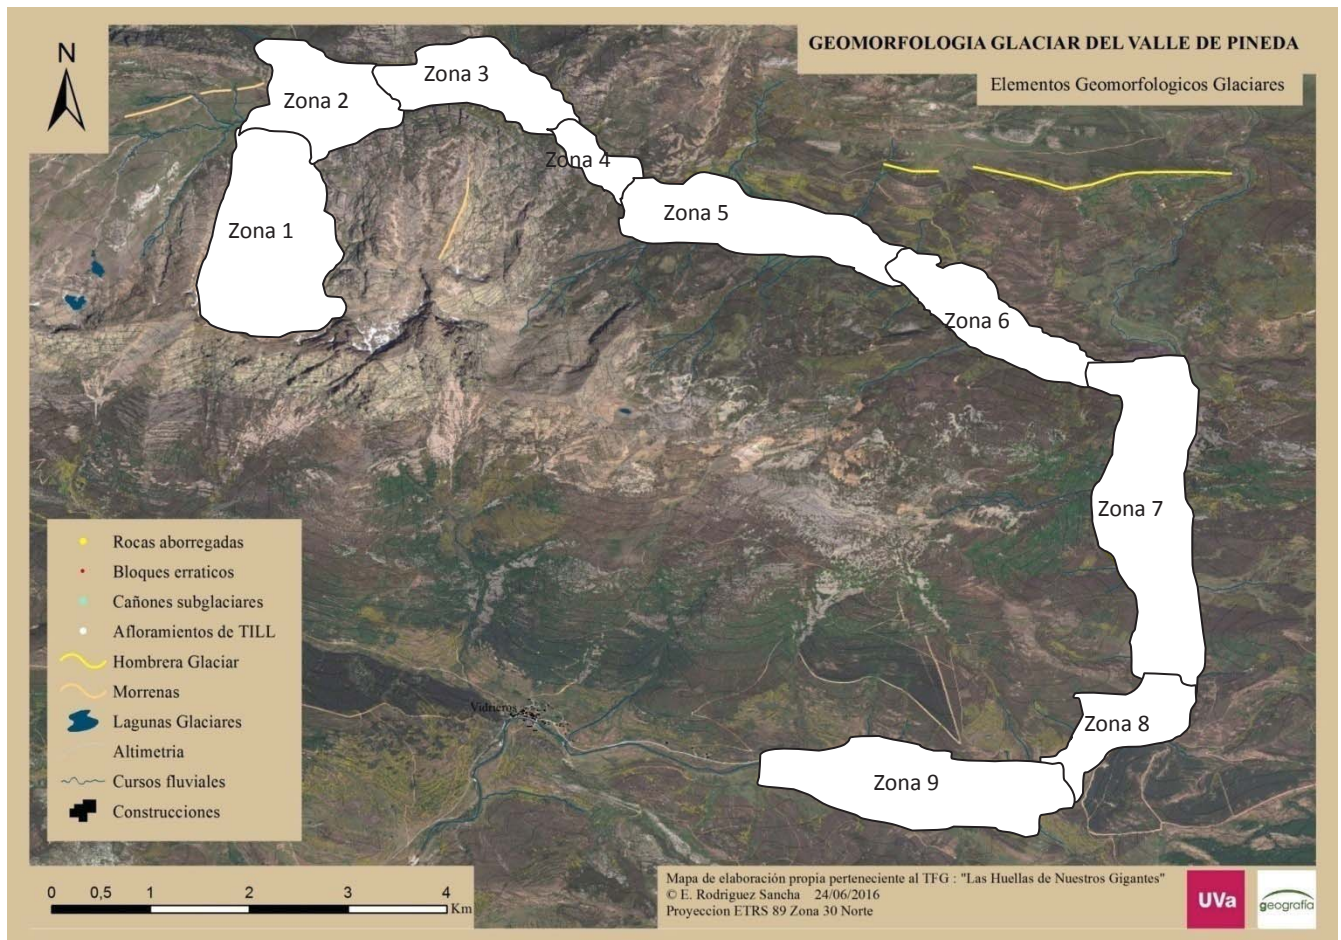 GEOMORFOLOGIA GLACIAR DEL VALLE DE PINEDA
Elementos Geomorfologicos Glaciares
N
Zona 1
Zona 2
Zona 3
Zona 4
Zona 5
Zona 6
Zona 7
Zona 8
Zona 9
Vidrieros
Rocas aborregadas
Bloques erraticos
Cañones subglaciares
Afloramientos de TILL
Hombrera Glaciar
Morrenas
Lagunas Glaciares
Altimetria
Cursos fluviales
Construcciones
0 0,5 1 2 3 4
Km
Mapa de elaboración propia perteneciente al TFG : "Las Huellas de Nuestros Gigantes"
© E. Rodriguez Sancha 24/06/2016
Proyeccion ETRS 89 Zona 30 Norte
UVa
geografía